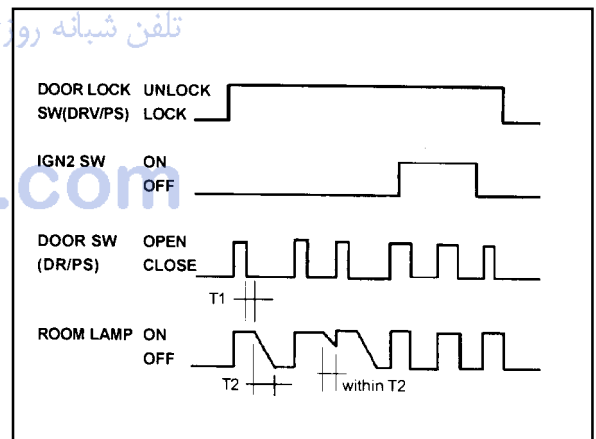 تلفن شبانه روز
DOOR LOCK UNLOCK
SW(DRV/PS) LOCK
IGN2 SW ON
OFF
.com
DOOR SW OPEN
(DR/PS) CLOSE
T1
ROOM LAMP ON
OFF
T2 within T2